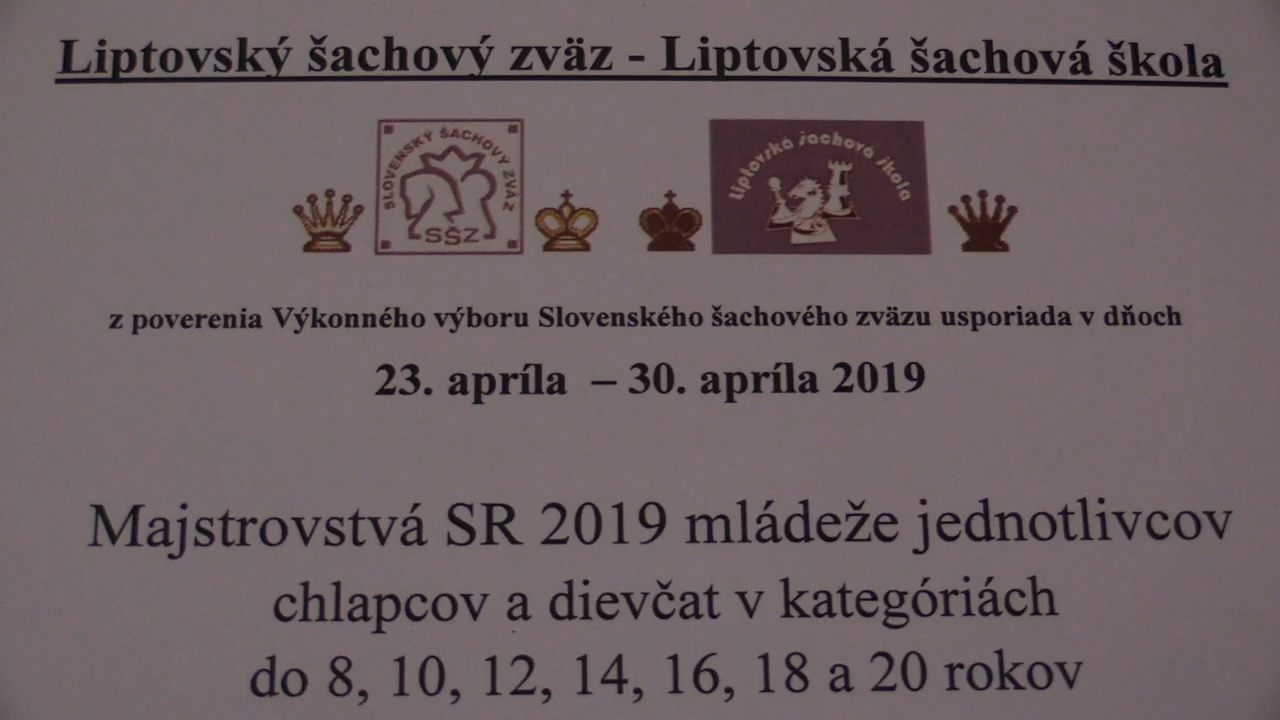 Liptovský šachový zväz - Liptovská šachová škola
SLOVENSKÝ ŠACHOVÝ ZVÄZ
SŠZ
liptovská šachová škola
z poverenia Výkonného výboru Slovenského šachového zväzu usporiada v dňoch
23. apríla – 30. apríla 2019
Majstrovstvá SR 2019 mládeže jednotlivcov
chlapcov a dievčat v kategóriách
do 8, 10, 12, 14, 16, 18 a 20 rokov